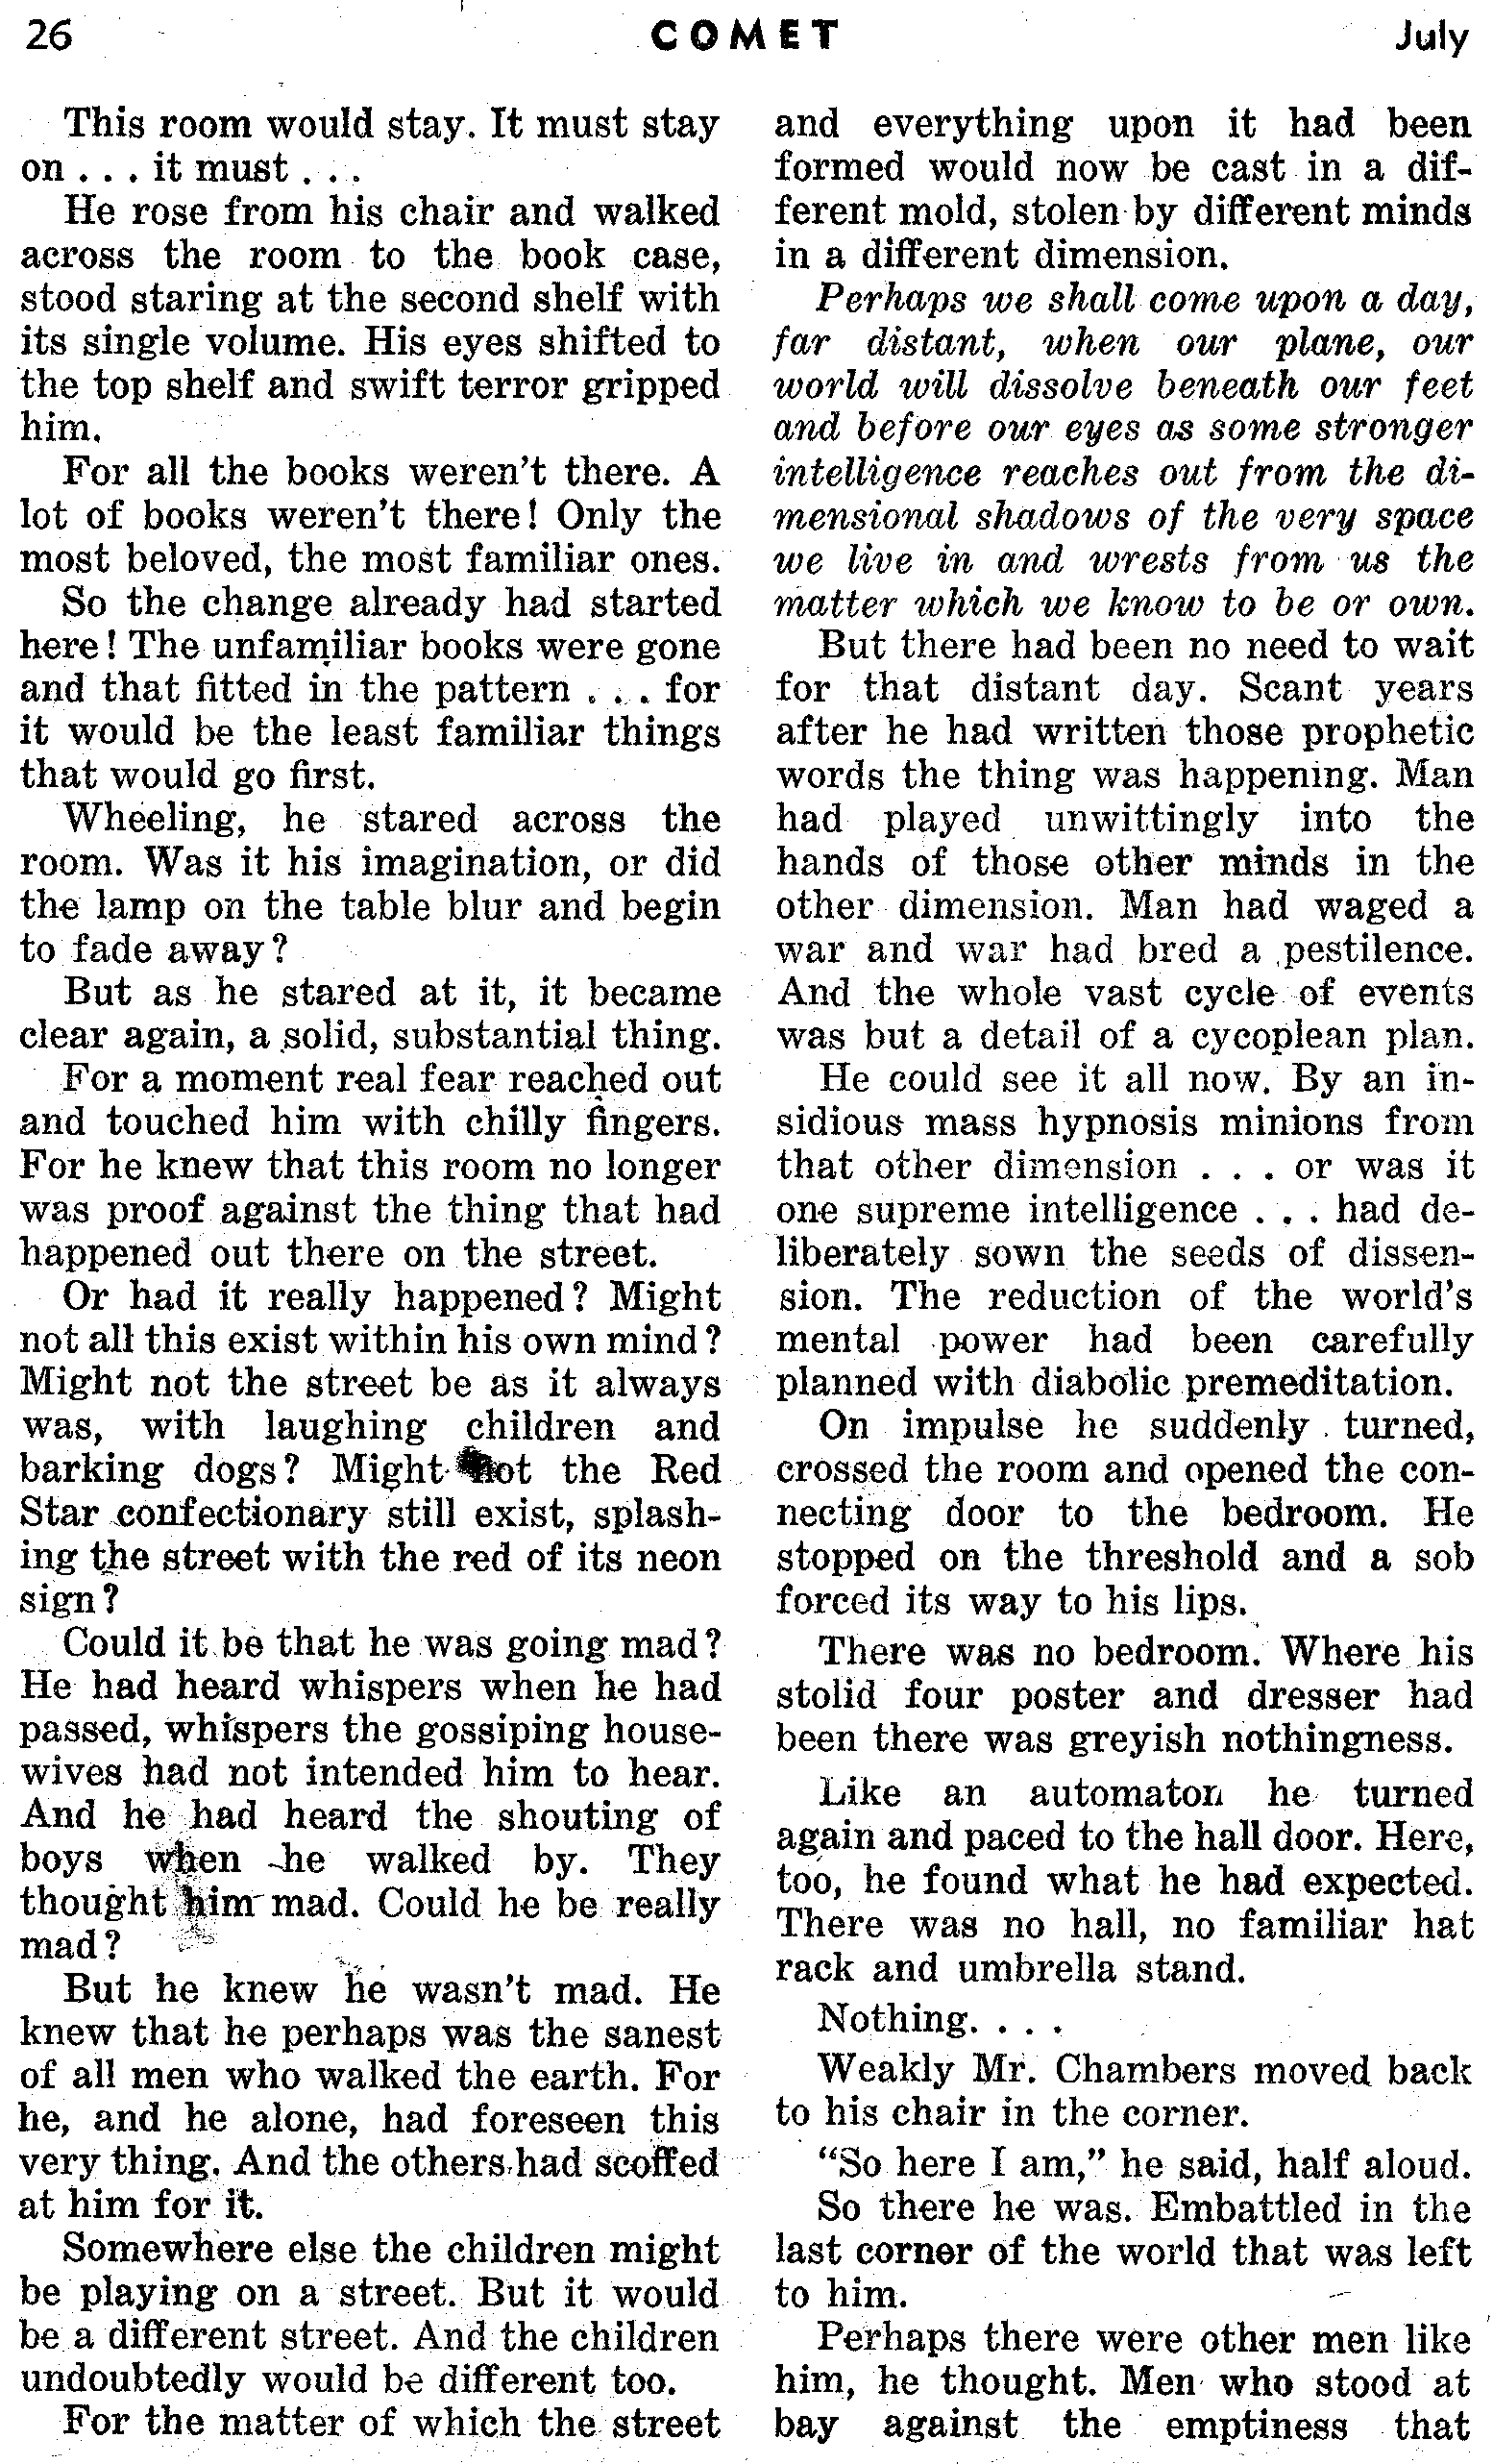 26 COMET July
This room would stay. It must stay
on . . . it must . . .
He rose from his chair and walked
across the room to the book case,
stood staring at the second shelf with
its single volume. His eyes shifted to
the top shelf and swift terror gripped
him.
For all the books weren't there. A
lot of books weren't there! Only the
most beloved, the most familiar ones.
So the change already had started
here! The unfamiliar books were gone
and that fitted in the pattern . . . for
it would be the least familiar things
that would go first.
Wheeling, he stared across the
room. Was it his imagination, or did
the lamp on the table blur and begin
to fade away?
But as he stared at it, it became
clear again, a solid, substantial thing.
For a moment real fear reached out
and touched him with chilly fingers.
For he knew that this room no longer
was proof against the thing that had
happened out there on the street.
Or had it really happened? Might
not all this exist within his own mind?
Might not the street be as it always
was, with laughing children and
barking dogs? Might not the Red
Star confectionary still exist, splash-
ing the street with the red of its neon
sign?
Could it be that he was going mad?
He had heard whispers when he had
passed, whispers the gossiping house-
wives had not intended him to hear.
And he had heard the shouting of
boys when he walked by. They
thought him mad. Could he be really
mad?
But he knew he wasn't mad. He
knew that he perhaps was the sanest
of all men who walked the earth. For
he, and he alone, had foreseen this
very thing. And the others had scoffed
at him for it.
Somewhere else the children might
be playing on a street. But it would
be a different street. And the children
undoubtedly would be different too.
For the matter of which the street
and everything upon it had been
formed would now be cast in a dif-
ferent mold, stolen by different minds
in a different dimension.
Perhaps we shall come upon a day,
far distant, when our plane, our
world will dissolve beneath our feet
and before our eyes as some stronger
intelligence reaches out from the di-
mensional shadows of the very space
we live in and wrests from us the
matter which we know to be or own.
But there had been no need to wait
for that distant day. Scant years
after he had written those prophetic
words the thing was happening. Man
had played unwittingly into the
hands of those other minds in the
other dimension. Man had waged a
war and war had bred a pestilence.
And the whole vast cycle of events
was but a detail of a cycoplean plan.
He could see it all now. By an in-
sidious mass hypnosis minions from
that other dimension . . . or was it
one supreme intelligence . . . had de-
liberately sown the seeds of dissen-
sion. The reduction of the world's
mental power had been carefully
planned with diabolic premeditation.
On impulse he suddenly turned,
crossed the room and opened the con-
necting door to the bedroom. He
stopped on the threshold and a sob
forced its way to his lips.
There was no bedroom. Where his
stolid four poster and dresser had
been there was greyish nothingness.
Like an automaton he turned
again and paced to the hall door. Here,
too, he found what he had expected.
There was no hall, no familiar hat
rack and umbrella stand.
Nothing. . . .
Weakly Mr. Chambers moved back
to his chair in the corner.
"So here I am," he said, half aloud.
So there he was. Embattled in the
last corner of the world that was left
to him.
Perhaps there were other men like
him, he thought. Men who stood at
bay against the emptiness that